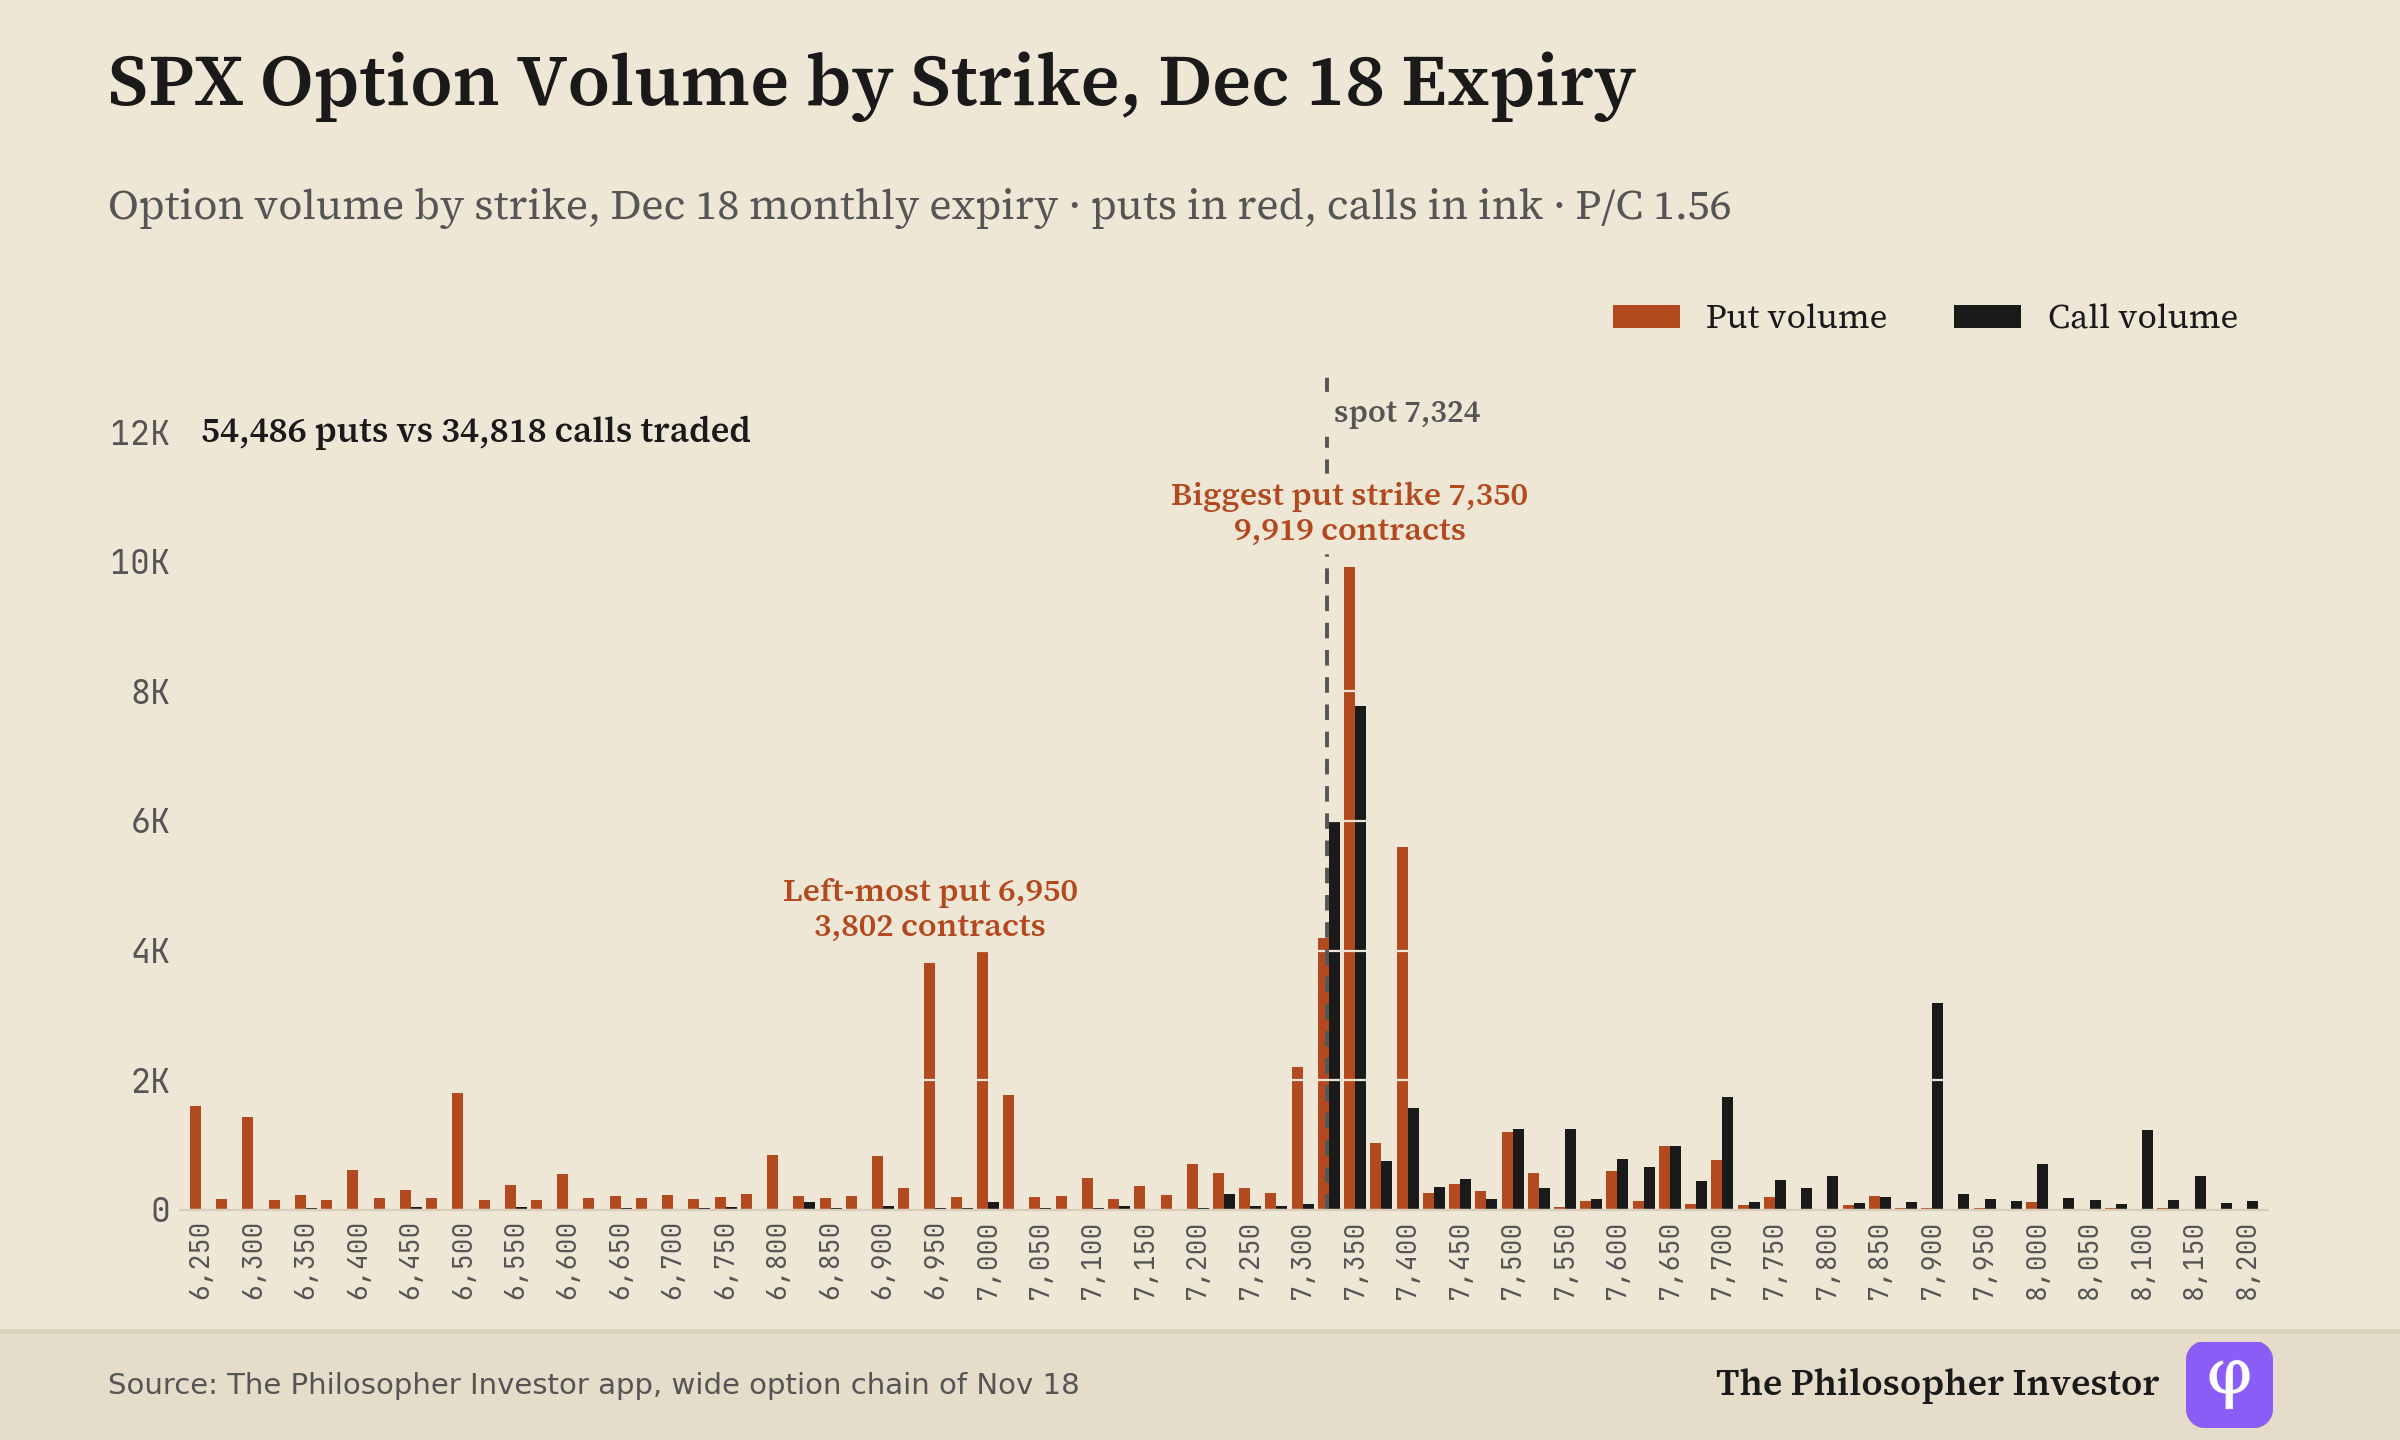 SPX Option Volume by Strike, Dec 18 Expiry
Option volume by strike, Dec 18 monthly expiry · puts in red, calls in ink · P/C 1.56
Put volume
Call volume
12K
54,486 puts vs 34,818 calls traded
spot 7,324
Biggest put strike 7,350
9,919 contracts
10K
8K
6K
Left-most put 6,950
3,802 contracts
4K
2K
0
6,250
6,300
6,350
6,400
6,450
6,500
6,550
6,600
6,650
6,700
6,750
6,800
6,850
6,900
6,950
7,000
7,050
7,100
7,150
7,200
7,250
7,300
7,350
7,400
7,450
7,500
7,550
7,600
7,650
7,700
7,750
7,800
7,850
7,900
7,950
8,000
8,050
8,100
8,150
8,200
Source: The Philosopher Investor app, wide option chain of Nov 18
The Philosopher Investor
φ